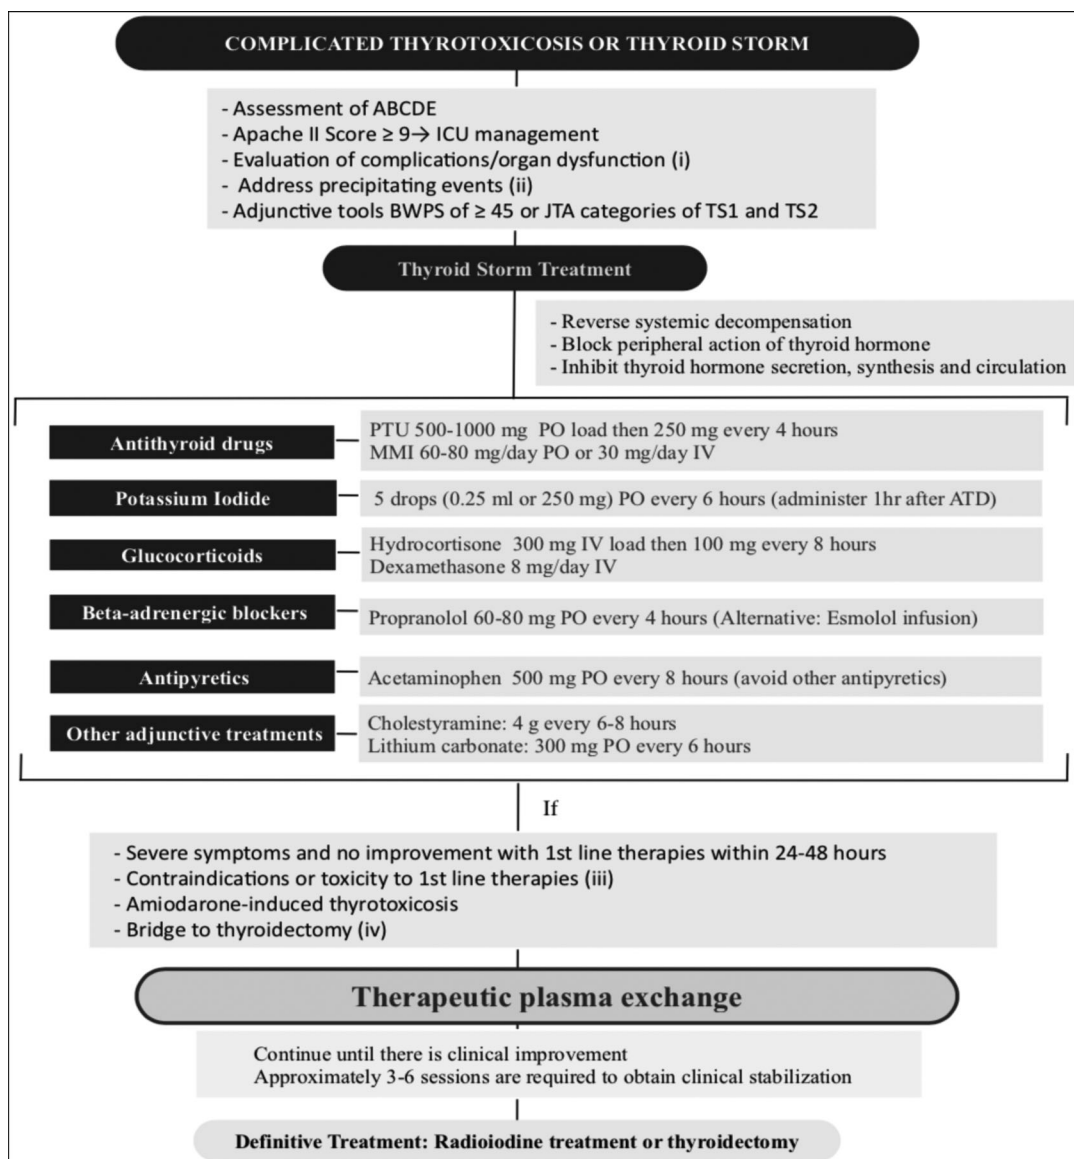 COMPLICATED THYROTOXICOSIS OR THYROID STORM
- Assessment of ABCDE
- Apache II Score ≥ 9→ ICU management
- Evaluation of complications/organ dysfunction (i)
- Address precipitating events (ii)
- Adjunctive tools BWPS of ≥ 45 or JTA categories of TS1 and TS2
Thyroid Storm Treatment
- Reverse systemic decompensation
- Block peripheral action of thyroid hormone
- Inhibit thyroid hormone secretion, synthesis and circulation
Antithyroid drugs
PTU 500-1000 mg PO load then 250 mg every 4 hours
MMI 60-80 mg/day PO or 30 mg/day IV
Potassium Iodide
5 drops (0.25 ml or 250 mg) PO every 6 hours (administer 1hr after ATD)
Glucocorticoids
Hydrocortisone 300 mg IV load then 100 mg every 8 hours
Dexamethasone 8 mg/day IV
Beta-adrenergic blockers
Propranolol 60-80 mg PO every 4 hours (Alternative: Esmolol infusion)
Antipyretics
Acetaminophen 500 mg PO every 8 hours (avoid other antipyretics)
Other adjunctive treatments
Cholestyramine: 4 g every 6-8 hours
Lithium carbonate: 300 mg PO every 6 hours
If
- Severe symptoms and no improvement with 1st line therapies within 24-48 hours
- Contraindications or toxicity to 1st line therapies (iii)
- Amiodarone-induced thyrotoxicosis
- Bridge to thyroidectomy (iv)
Therapeutic plasma exchange
Continue until there is clinical improvement
Approximately 3-6 sessions are required to obtain clinical stabilization
Definitive Treatment: Radioiodine treatment or thyroidectomy